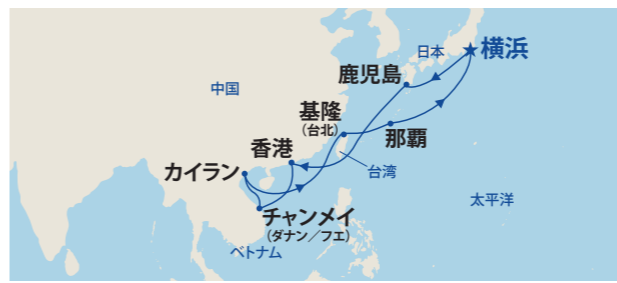 日本
横浜
鹿児島
中国
基隆
（台北）
那覇
香港
台湾
カイラン
太平洋
チャンメイ
（ダナン／フエ）
ベトナム